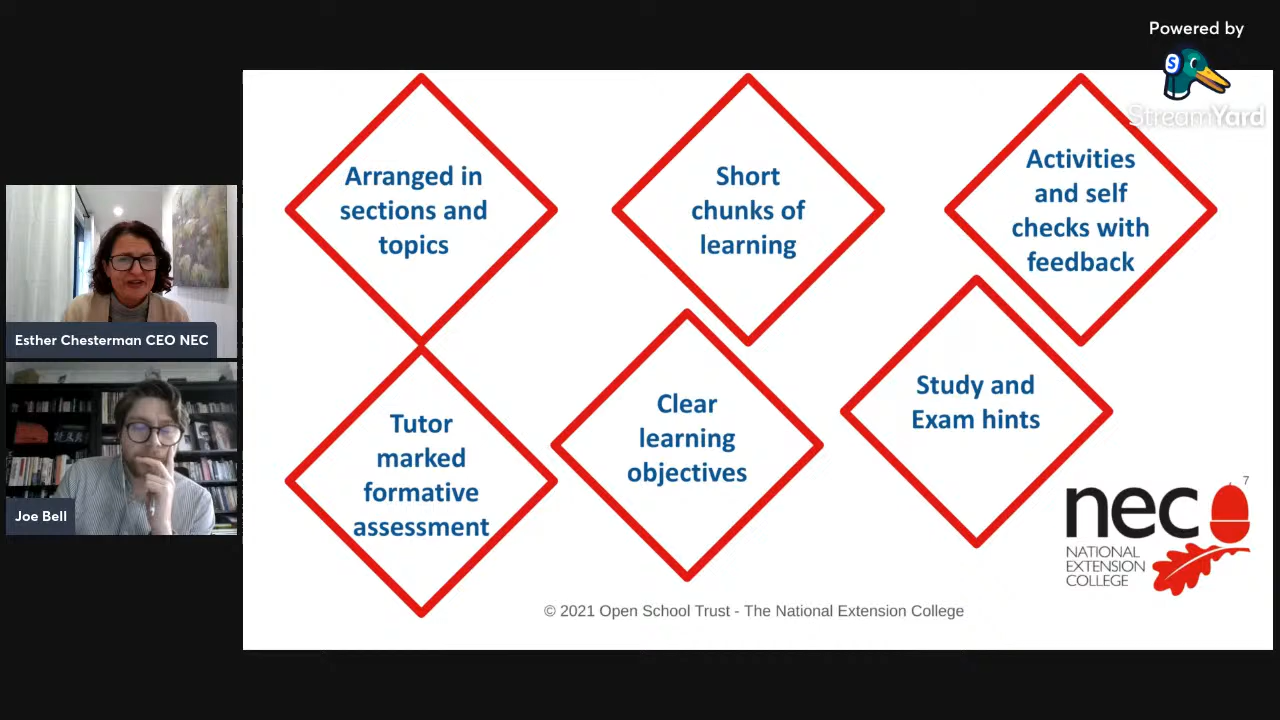 Powered by
S
StreamYard
Arranged in
sections and
topics
Short
chunks of
learning
Activities
and self
checks with
feedback
Esther Chesterman CEO NEC
Joe Bell
Tutor
marked
formative
assessment
Clear
learning
objectives
Study and
Exam hints
7
nec
NATIONAL
EXTENSION
COLLEGE
© 2021 Open School Trust - The National Extension College